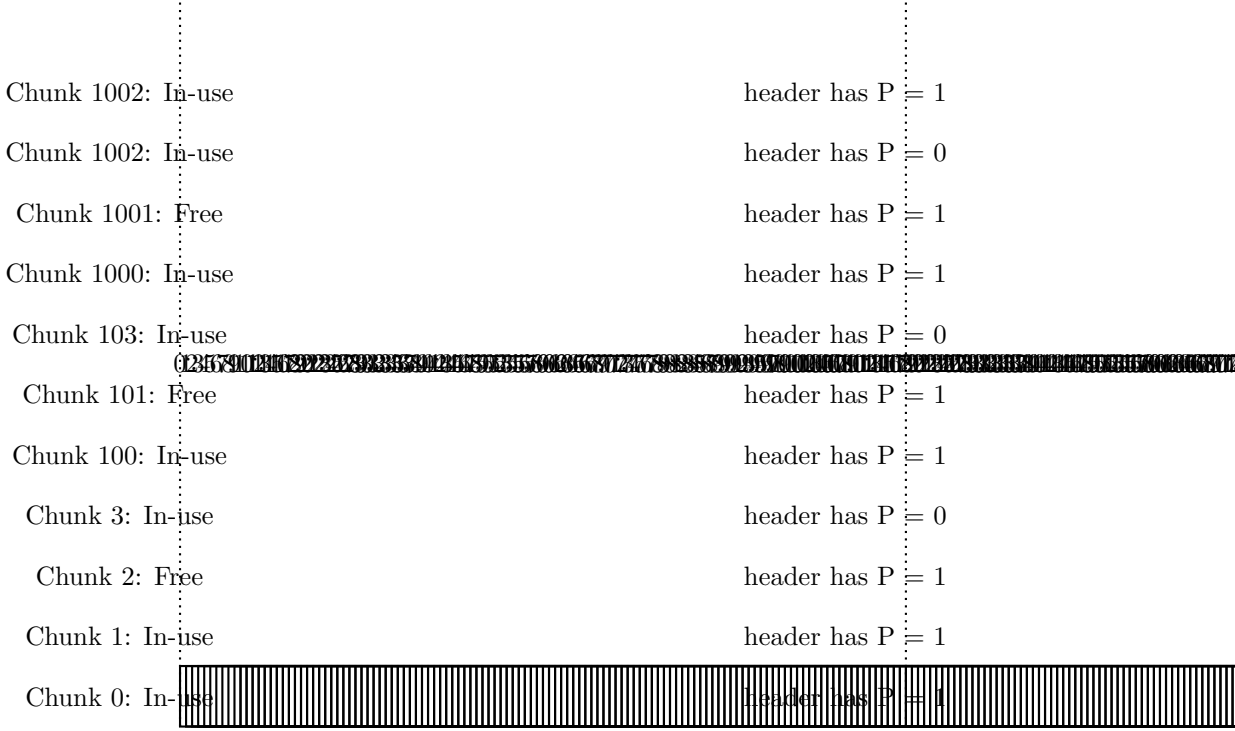 Chunk 1002: In-use header has P = 1
Chunk 1002: In-use header has P = 0
Chunk 1001: Free header has P = 1
Chunk 1000: In-use header has P = 1
Chunk 103: In-use header has P = 0
Chunk 101: Free header has P = 1
Chunk 100: In-use header has P = 1
Chunk 3: In-use header has P = 0
Chunk 2: Free header has P = 1
Chunk 1: In-use header has P = 1
Chunk 0: In-use header has P = 1